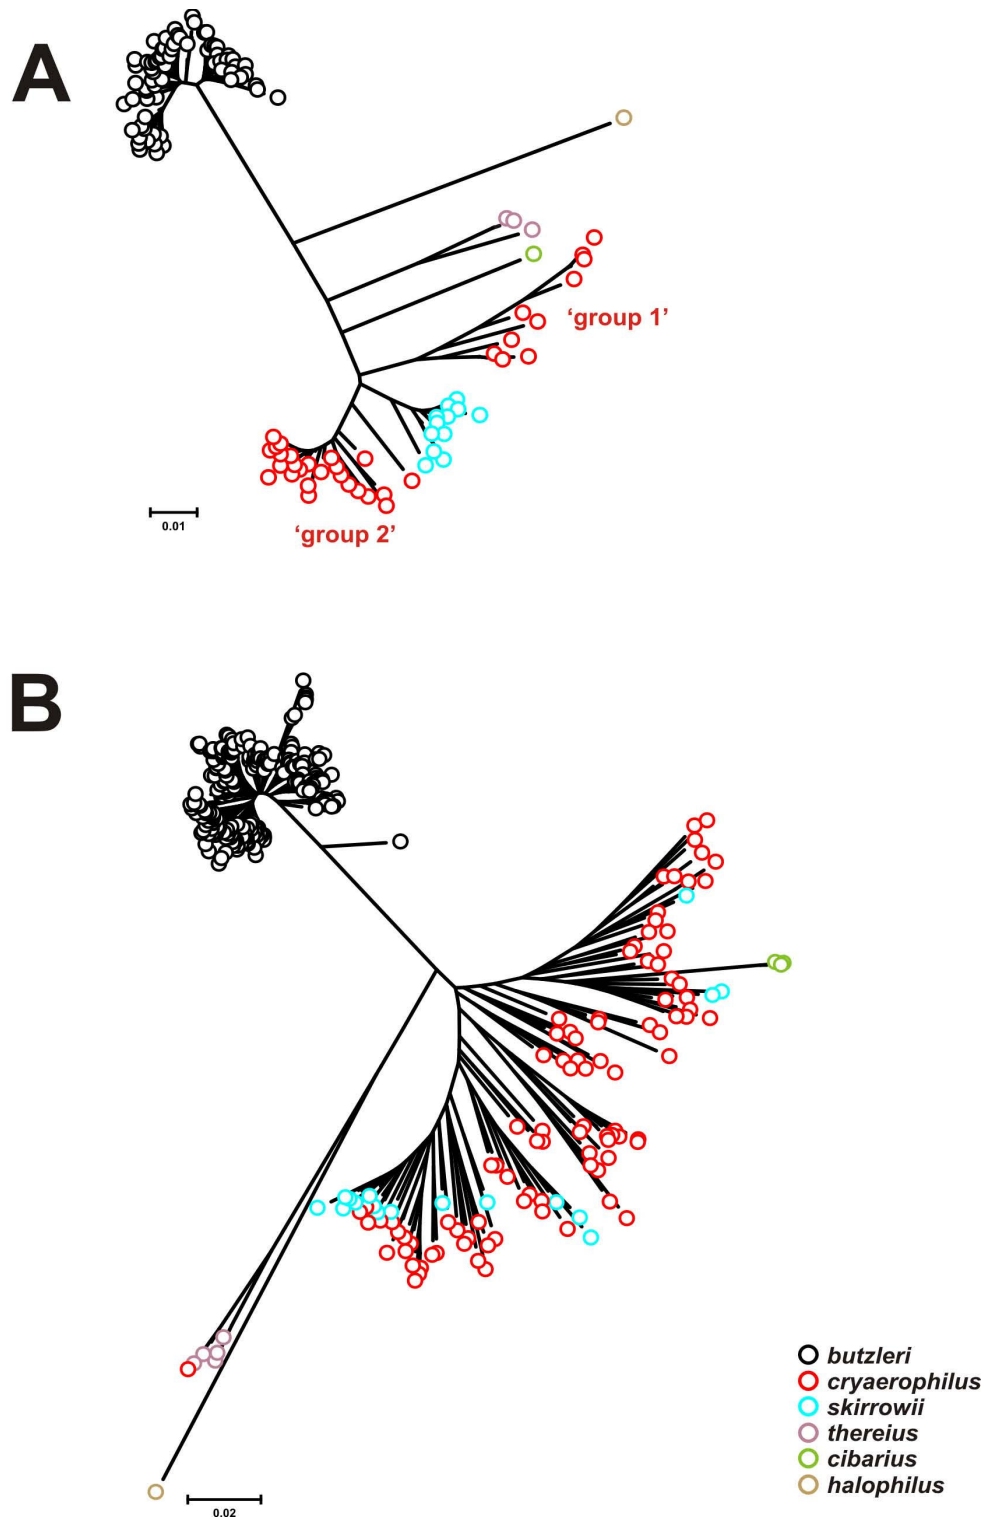 A
'group 1'
0.01
'group 2'
B
butzleri
cryaerophilus
skirrowii
thereius
cibarius
halophilus
0.02